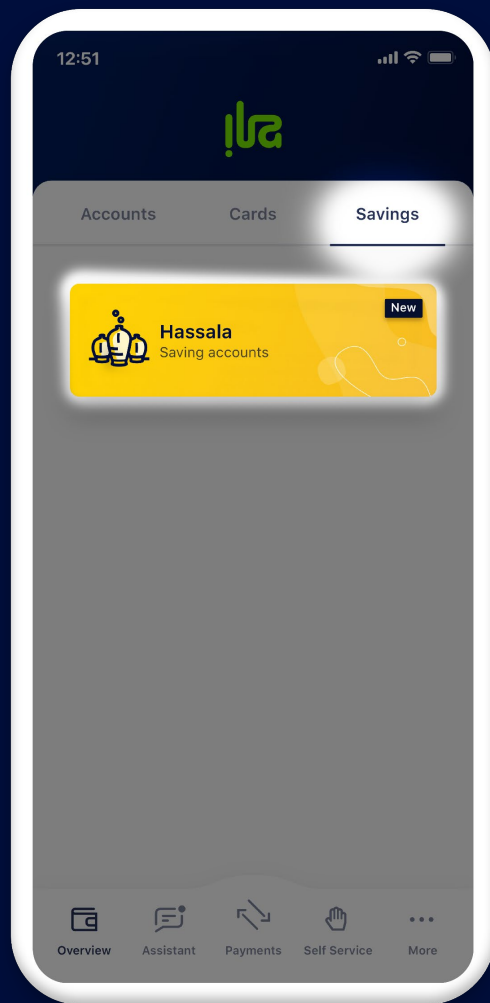 12:51
ila
Accounts Cards Savings
New
Hassala
Saving accounts
Overview Assistant Payments Self Service More